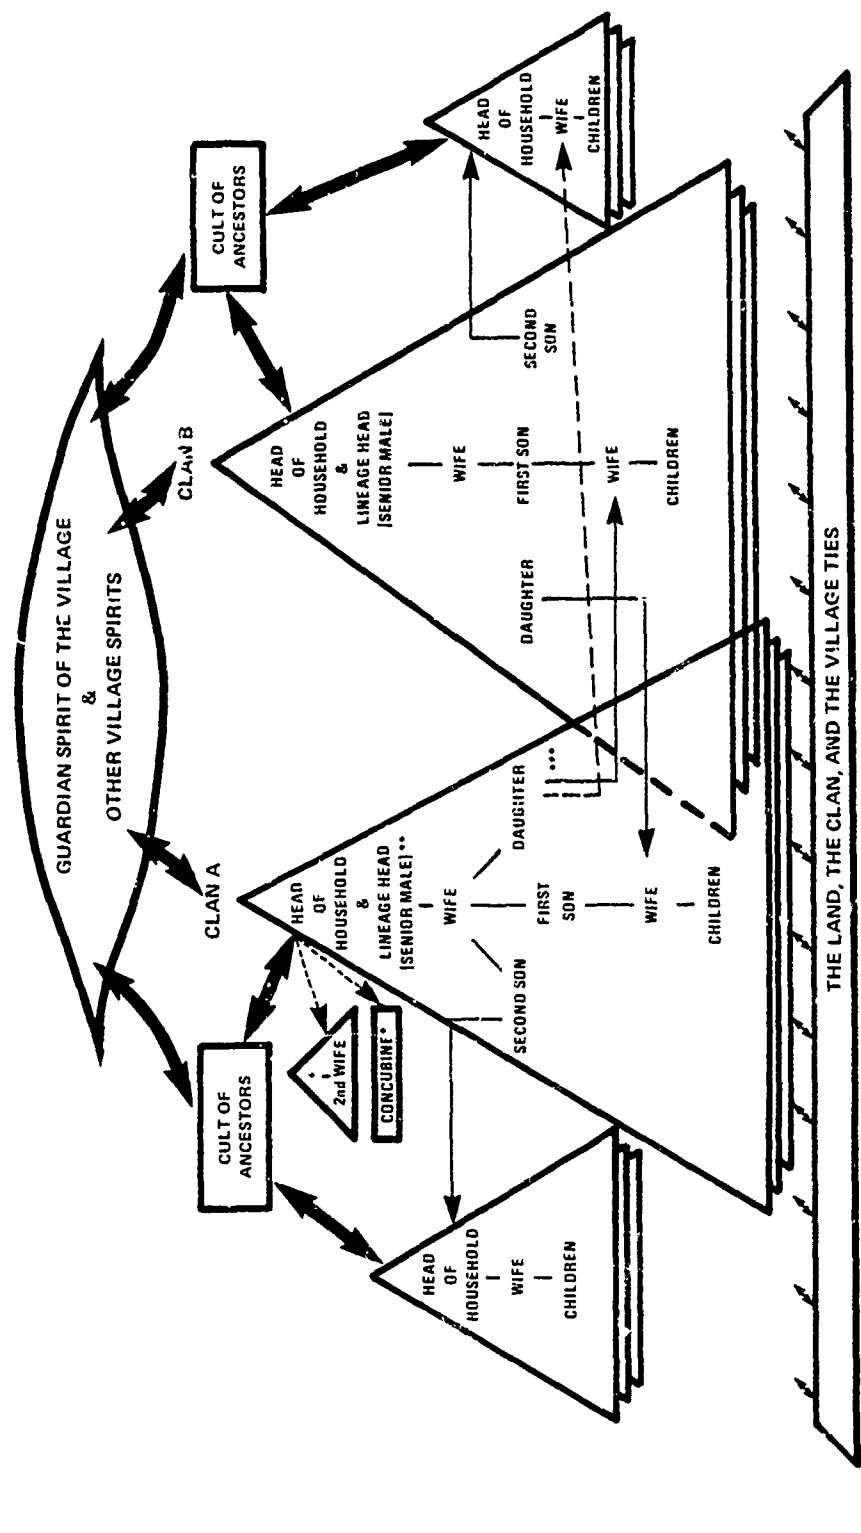 GUARDIAN SPIRIT OF THE VILLAGE
&
OTHER VILLAGE SPIRITS
CULT OF
ANCESTORS
CLAN A
CLAN B
CULT OF
ANCESTORS
HEAD
OF
HOUSEHOLD
WIFE
CHILDREN
2nd WIFE
CONCUBINE*
HEAD
OF
HOUSEHOLD
&
LINEAGE HEAD
[SENIOR MALE]**
WIFE
SECOND SON
FIRST
SON
DAUGHTER
***
WIFE
CHILDREN
HEAD
OF
HOUSEHOLD
&
LINEAGE HEAD
[SENIOR MALE]
WIFE
DAUGHTER
FIRST SON
SECOND
SON
WIFE
CHILDREN
HEAD
OF
HOUSEHOLD
WIFE
CHILDREN
THE LAND, THE CLAN, AND THE VILLAGE TIES